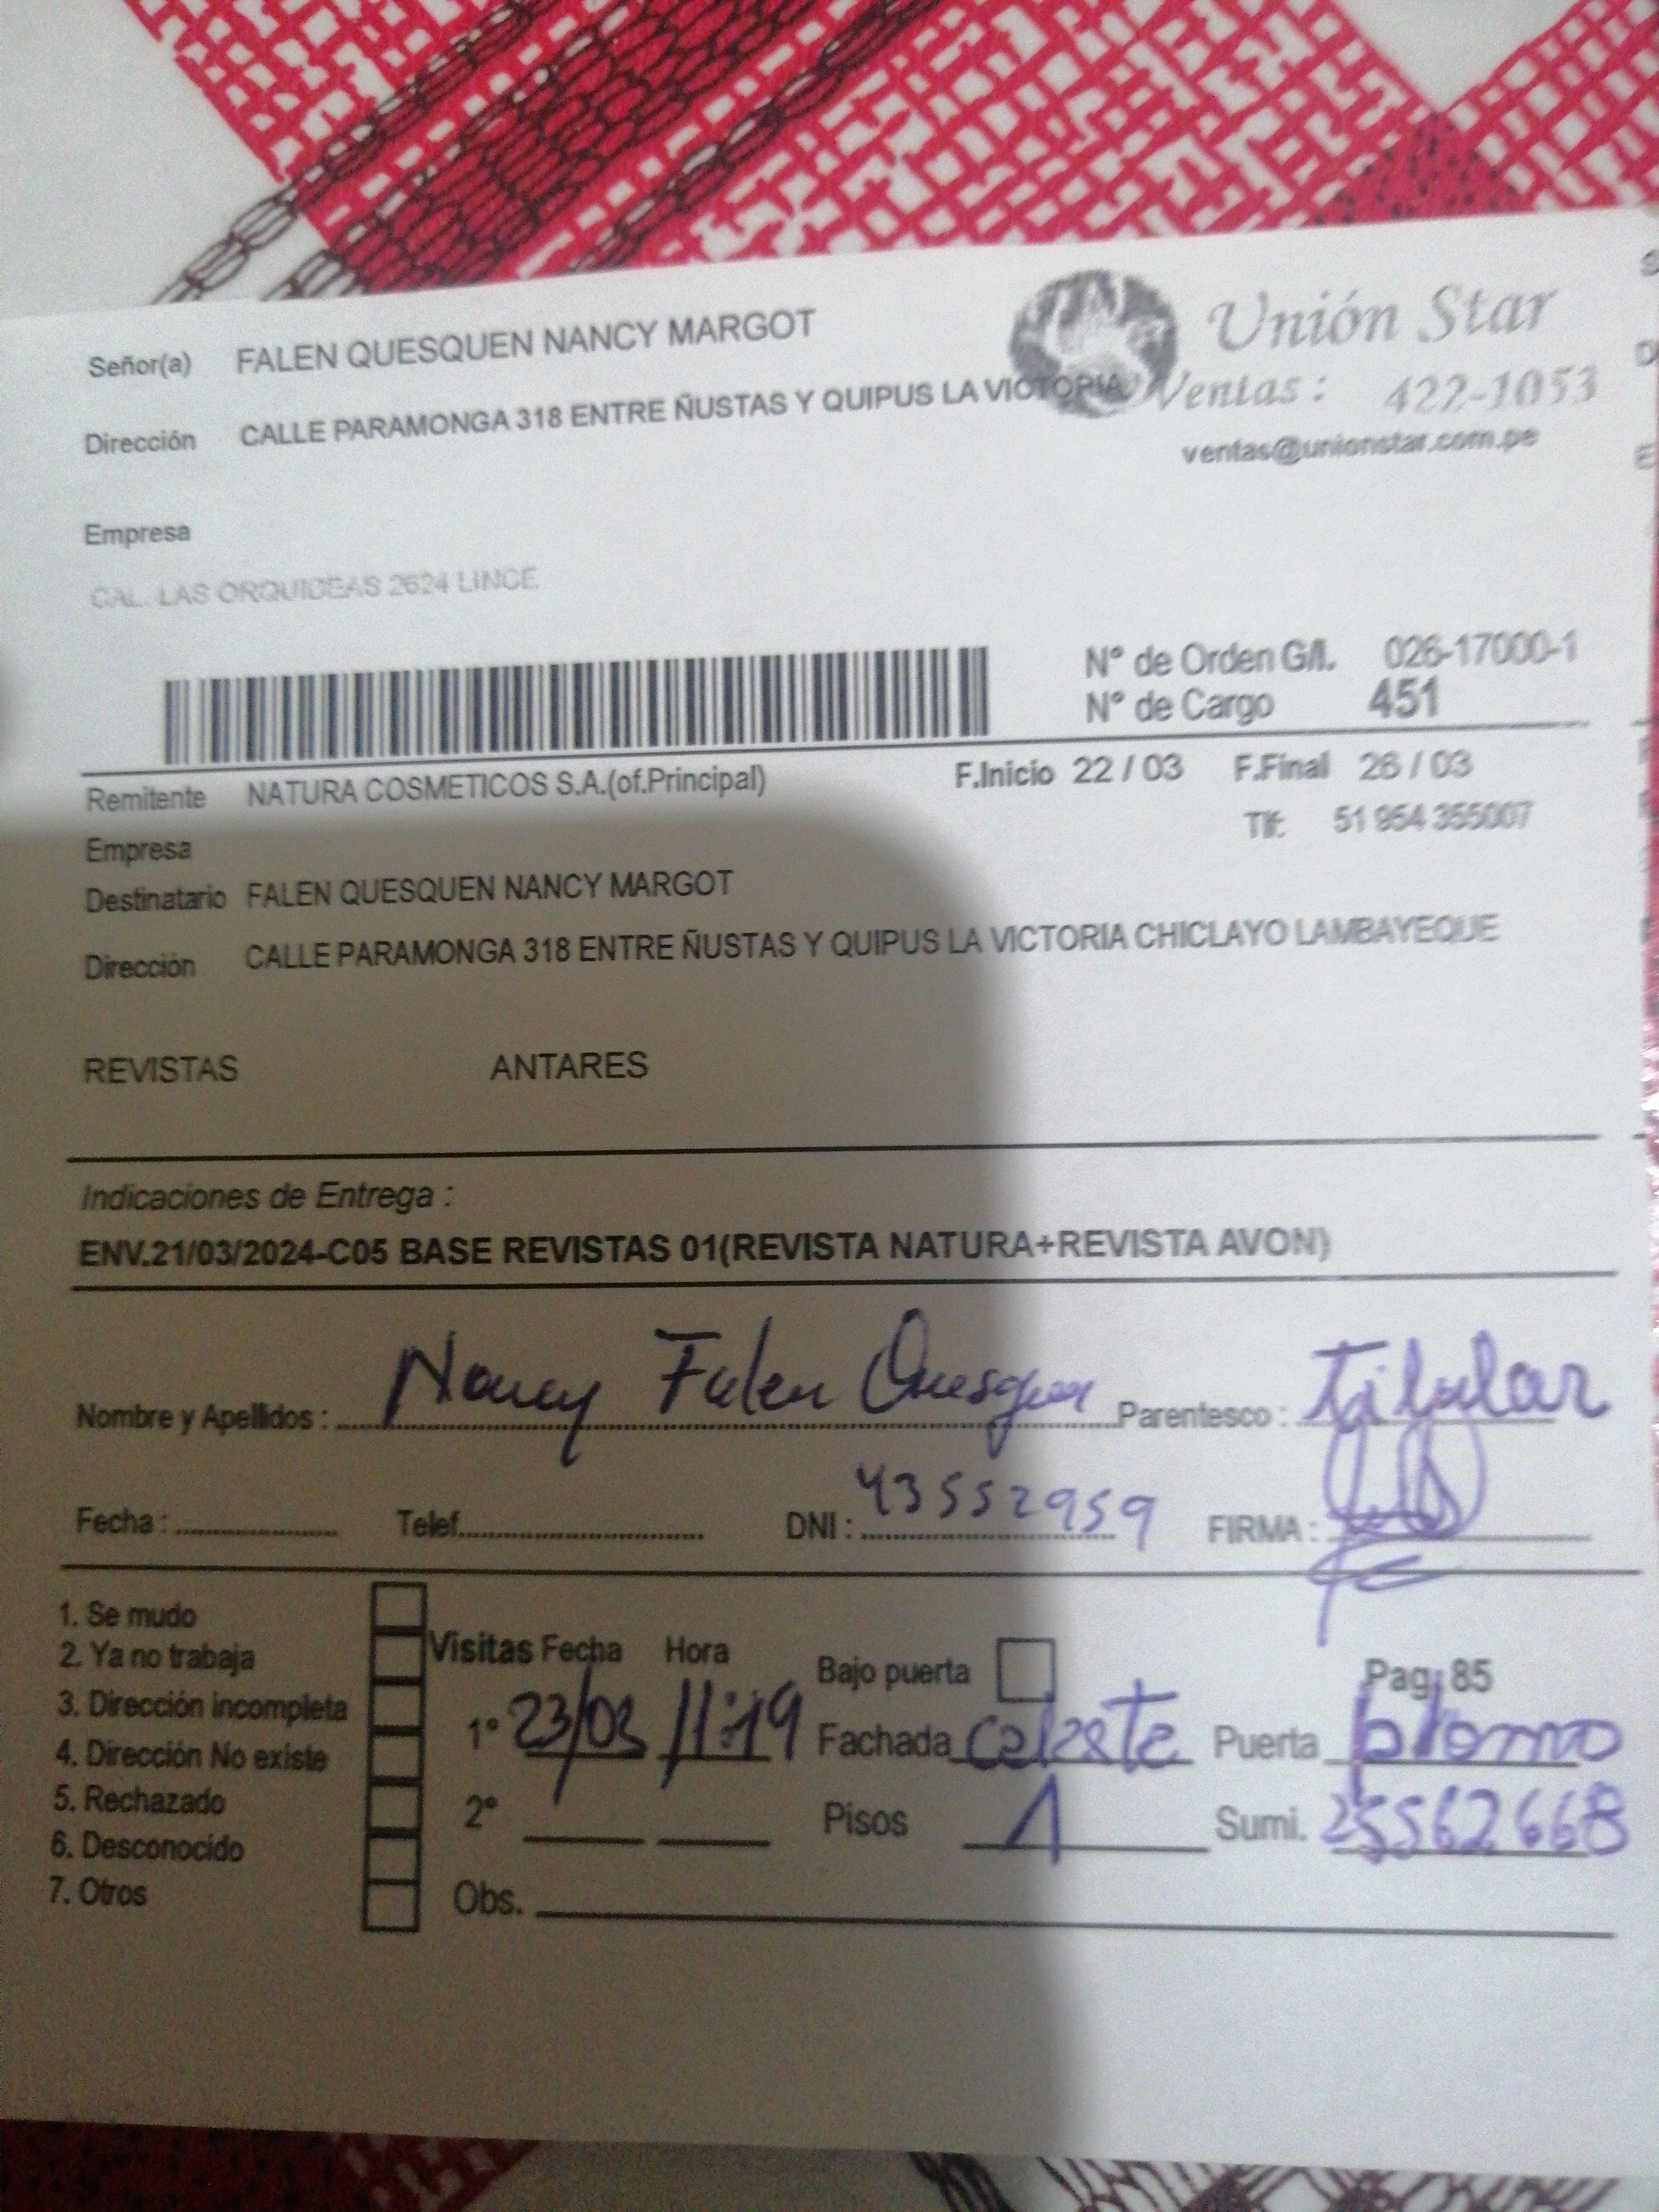 Señor(a) FALEN QUESQUEN NANCY MARGOT
Unión Star
Dirección CALLE PARAMONGA 318 ENTRE ÑUSTAS Y QUIPUS LA VICTORIA
Ventas : 422-1053
ventas@unionstar.com.pe
Empresa
CAL. LAS ORQUIDEAS 2624 LINCE
N° de Orden G/I. 026-17000-1
N° de Cargo 451
Remitente NATURA COSMETICOS S.A.(of.Principal) F.Inicio 22 / 03 F.Final 26 / 03
Empresa Tlf: 51 954 355007
Destinatario FALEN QUESQUEN NANCY MARGOT
Dirección CALLE PARAMONGA 318 ENTRE ÑUSTAS Y QUIPUS LA VICTORIA CHICLAYO LAMBAYEQUE
REVISTAS ANTARES
Indicaciones de Entrega :
ENV.21/03/2024-C05 BASE REVISTAS 01(REVISTA NATURA+REVISTA AVON)
Nombre y Apellidos : Nancy Falen Quesquen Parentesco : titular
Fecha : Telef. DNI : 43552959 FIRMA :
1. Se mudo
2. Ya no trabaja
3. Dirección incompleta
4. Dirección No existe
5. Rechazado
6. Desconocido
7. Otros
Visitas Fecha Hora Bajo puerta Pag. 85
1° 23/03 11:19 Fachada celeste Puerta plomo
2° Pisos 1 Sumi. 25562668
Obs.